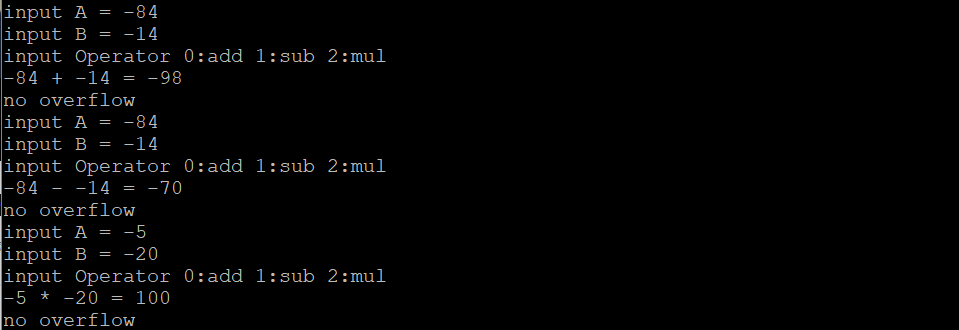 input A = -84
input B = -14
input Operator 0:add 1:sub 2:mul
-84 + -14 = -98
no overflow
input A = -84
input B = -14
input Operator 0:add 1:sub 2:mul
-84 - -14 = -70
no overflow
input A = -5
input B = -20
input Operator 0:add 1:sub 2:mul
-5 * -20 = 100
no overflow